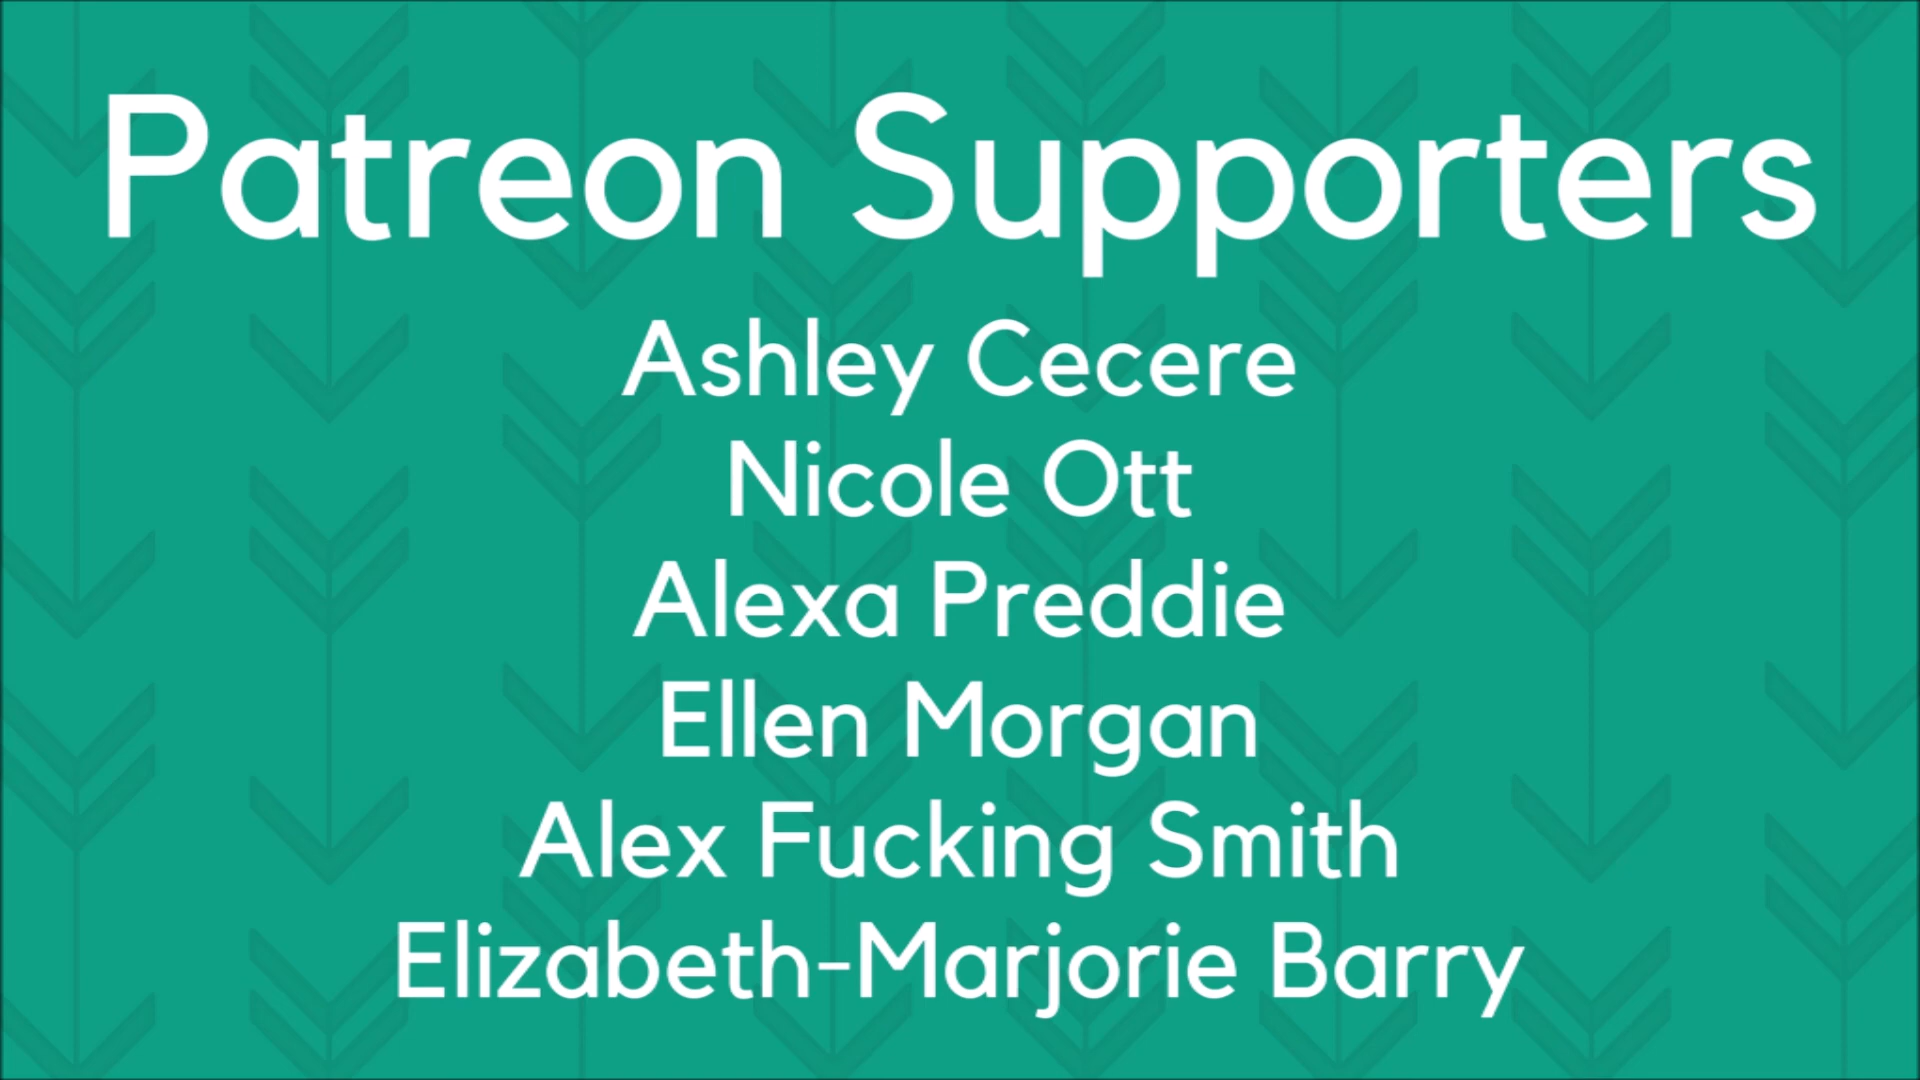 Patreon Supporters
Ashley Cecere
Nicole Ott
Alexa Preddie
Ellen Morgan
Alex Fucking Smith
Elizabeth-Marjorie Barry